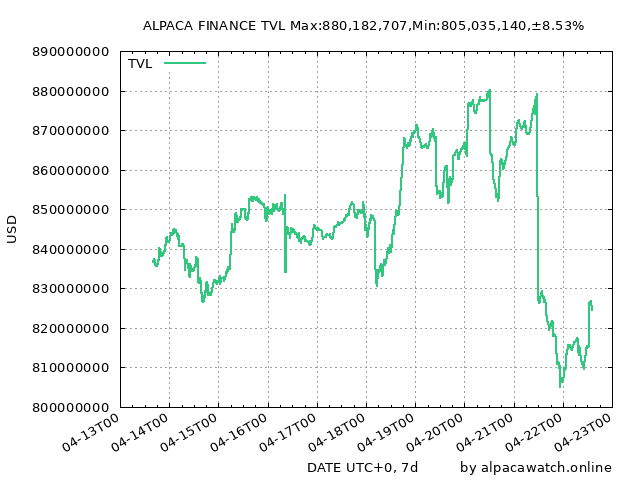 ALPACA FINANCE TVL Max:880,182,707,Min:805,035,140,±8.53%
TVL
USD
890000000
880000000
870000000
860000000
850000000
840000000
830000000
820000000
810000000
800000000
04-13T00
04-14T00
04-15T00
04-16T00
04-17T00
04-18T00
04-19T00
04-20T00
04-21T00
04-22T00
04-23T00
DATE UTC+0, 7d
by alpacawatch.online